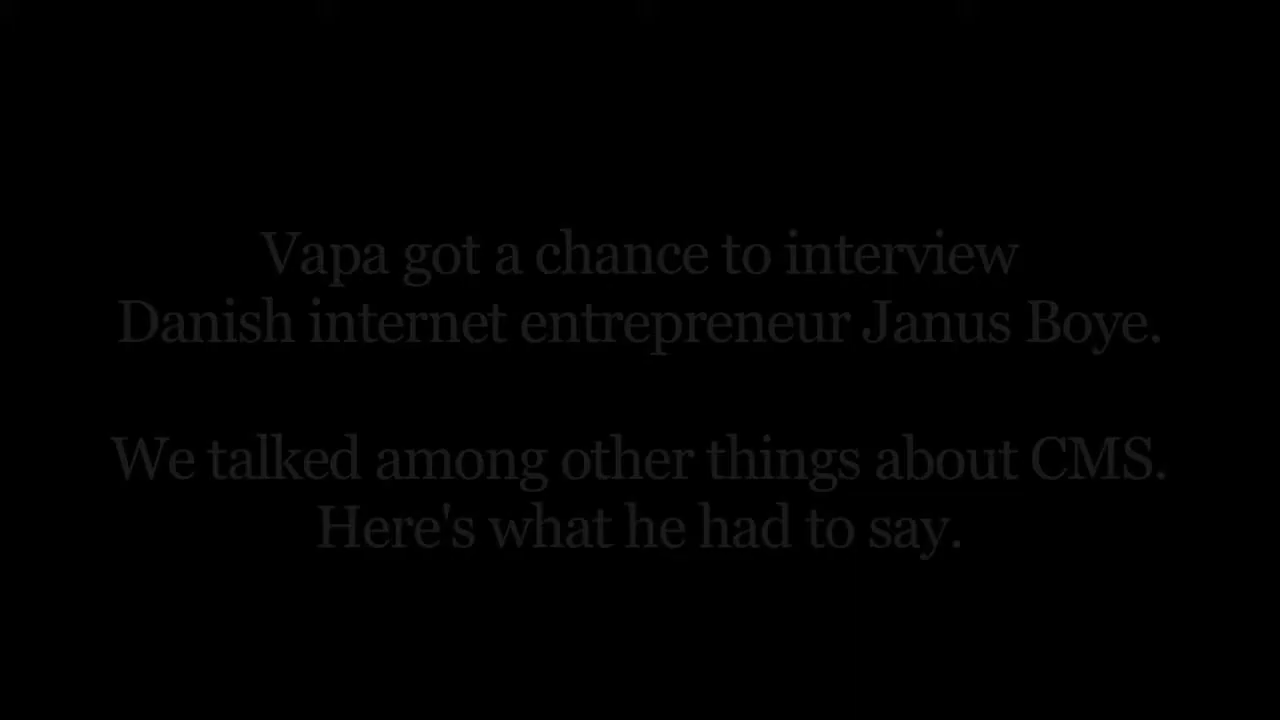 Vapa got a chance to interview
Danish internet entrepreneur Janus Boye.
We talked among other things about CMS.
Here's what he had to say.